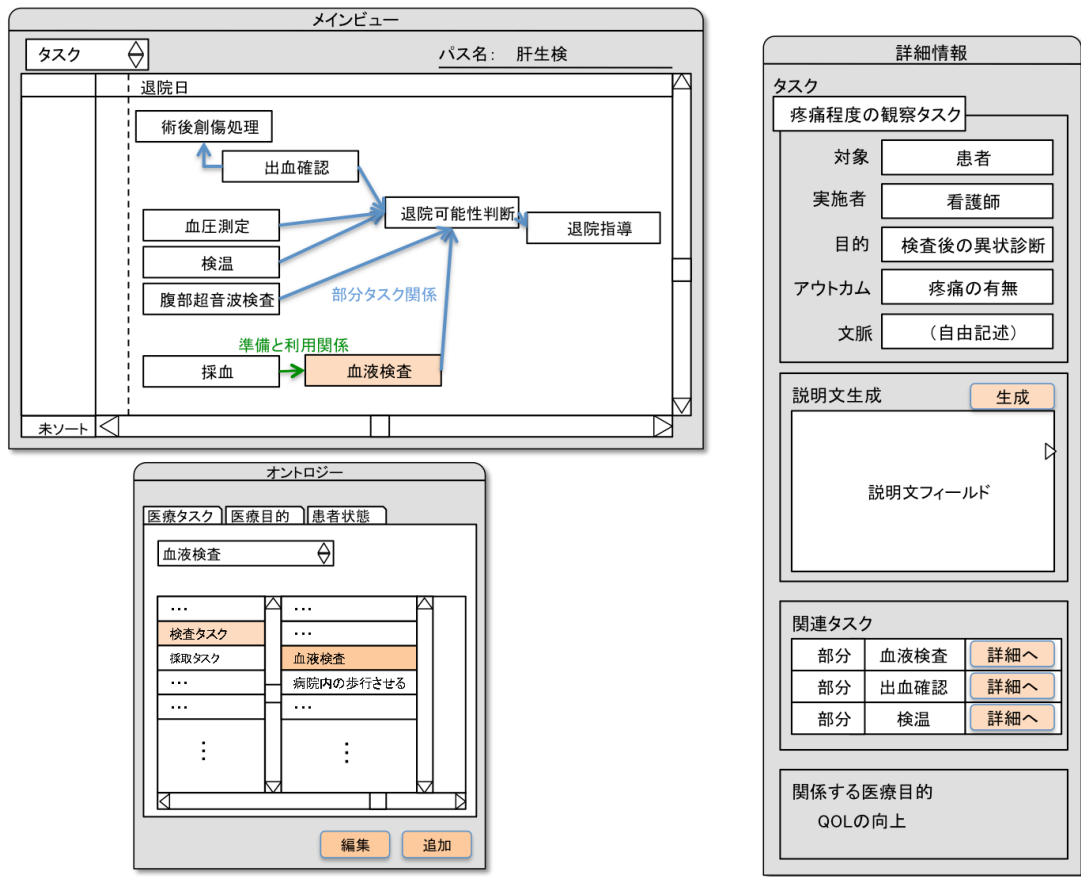 メインビュー
タスク
パス名： 肝生検
退院日
術後創傷処理
出血確認
退院可能性判断
血圧測定
退院指導
検温
腹部超音波検査
部分タスク関係
準備と利用関係
採血
血液検査
未ソート
オントロジー
医療タスク
医療目的
患者状態
血液検査
…
…
検査タスク
…
採取タスク
血液検査
…
病院内の歩行させる
…
…
⋮
⋮
編集
追加
詳細情報
タスク
疼痛程度の観察タスク
対象
患者
実施者
看護師
目的
検査後の異状診断
アウトカム
疼痛の有無
文脈
（自由記述）
説明文生成
生成
説明文フィールド
関連タスク
部分
血液検査
詳細へ
部分
出血確認
詳細へ
部分
検温
詳細へ
関係する医療目的
QOLの向上